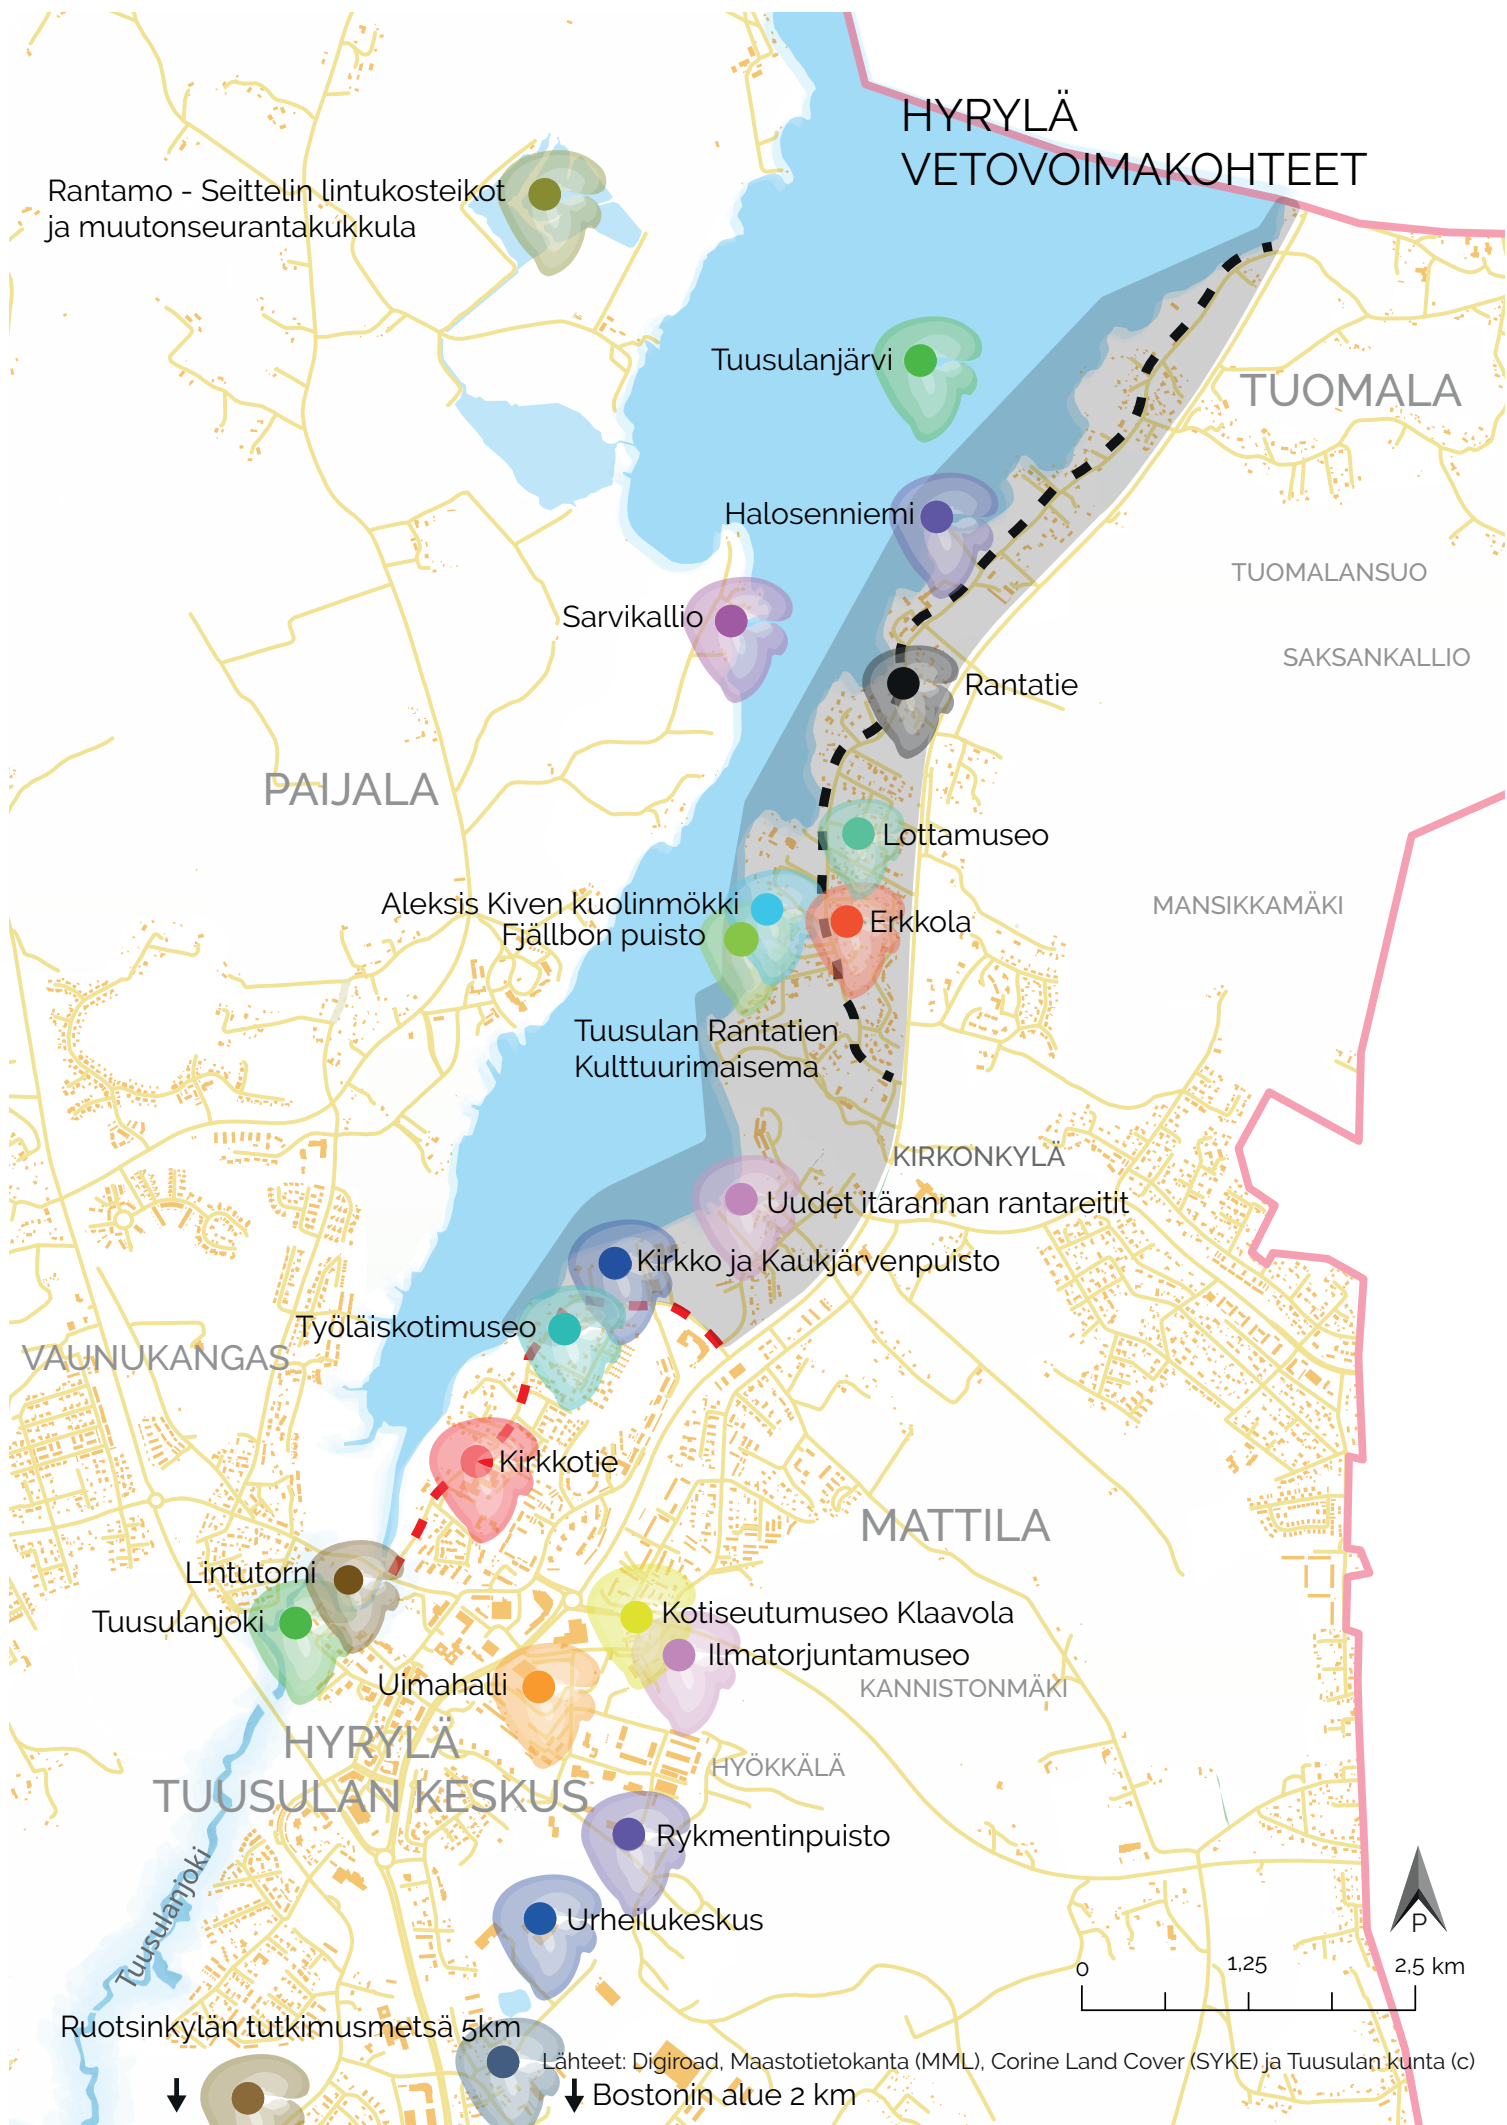 HYRYLÄ
VETOVOIMAKOHTEET
Rantamo - Seittelin lintukosteikot
ja muutonseurantakukkula
Tuusulanjärvi
TUOMALA
Halosenniemi
TUOMALANSUO
Sarvikallio
SAKSANKALLIO
Rantatie
PAIJALA
Lottamuseo
Aleksis Kiven kuolinmökki
MANSIKKAMÄKI
Erkkola
Fjällbon puisto
Tuusulan Rantatien
Kulttuurimaisema
KIRKONKYLÄ
Uudet itärannan rantareitit
Kirkko ja Kaukjärvenpuisto
Työläiskotimuseo
VAUNUKANGAS
Kirkkotie
MATTILA
Lintutorni
Kotiseutumuseo Klaavola
Tuusulanjoki
Ilmatorjuntamuseo
Uimahalli
KANNISTONMÄKI
HYRYLÄ
TUUSULAN KESKUS
HYÖKKÄLÄ
Rykmentinpuisto
Urheilukeskus
Tuusulanjoki
P
0 1,25 2,5 km
Ruotsinkylän tutkimusmetsä 5km
Lähteet: Digiroad, Maastotietokanta (MML), Corine Land Cover (SYKE) ja Tuusulan kunta (c)
Bostonin alue 2 km